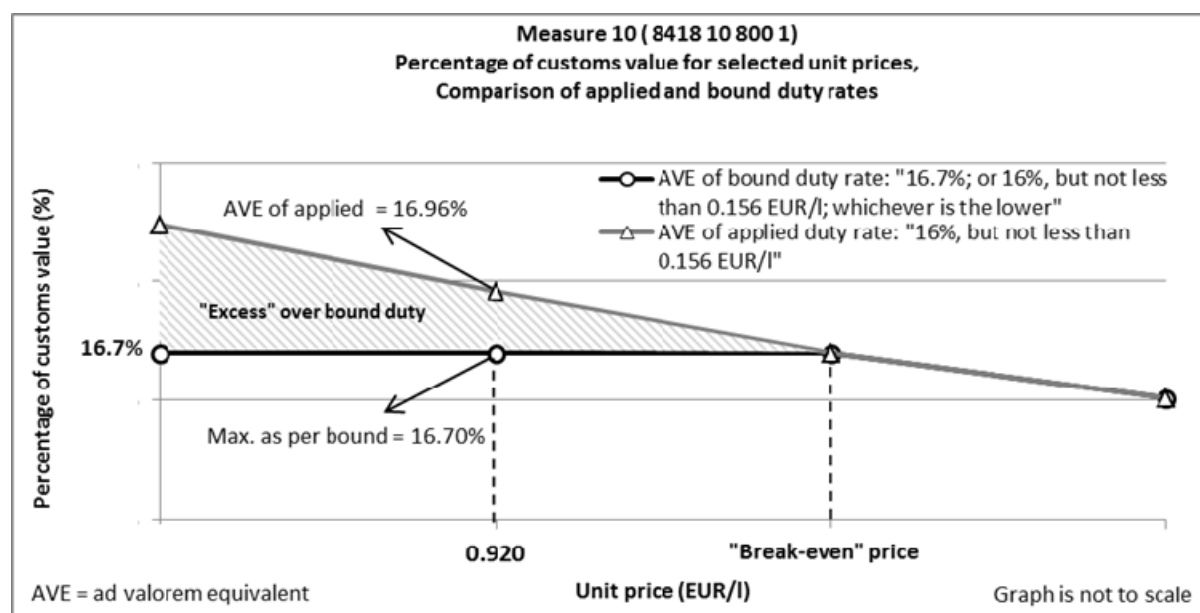 Measure 10 ( 8418 10 800 1)
Percentage of customs value for selected unit prices,
Comparison of applied and bound duty rates
AVE of bound duty rate: "16.7%; or 16%, but not less
than 0.156 EUR/l; whichever is the lower"
AVE of applied duty rate: "16%, but not less than
0.156 EUR/l"
AVE of applied = 16.96%
"Excess" over bound duty
16.7%
Max. as per bound = 16.70%
Percentage of customs value (%)
0.920
"Break-even" price
AVE = ad valorem equivalent
Unit price (EUR/l)
Graph is not to scale